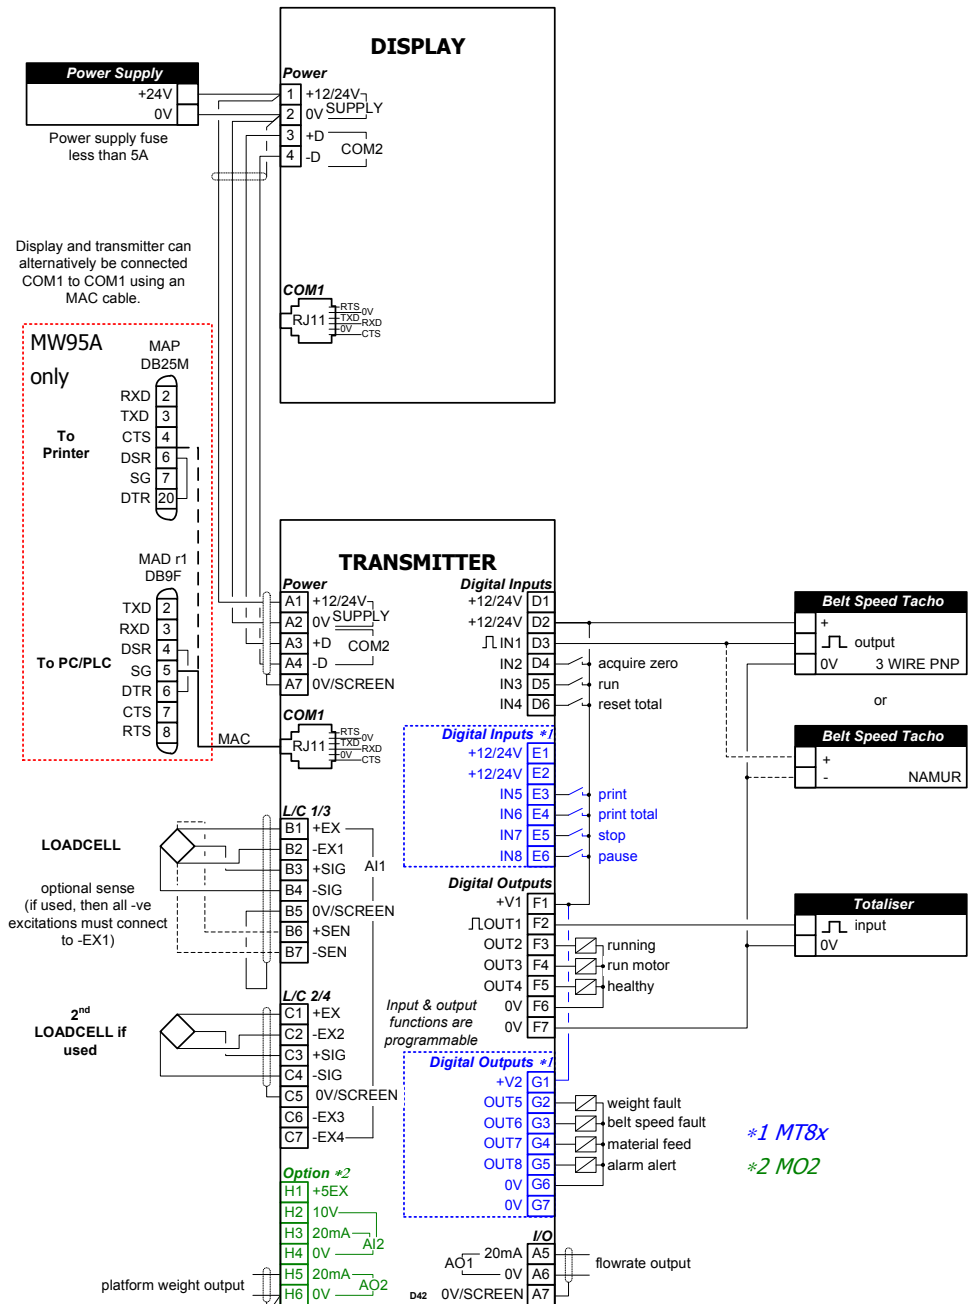 DISPLAY
Power Supply
+24V
0V
Power supply fuse
less than 5A
Power
1 +12/24V
2 0V SUPPLY
3 +D
4 -D COM2
Display and transmitter can
alternatively be connected
COM1 to COM1 using an
MAC cable.
COM1
RJ11
RTS
0V
TXD
RXD
0V
CTS
MW95A
only
MAP
DB25M
RXD 2
TXD 3
CTS 4
DSR 6
SG 7
DTR 20
To
Printer
MAD r1
DB9F
TXD 2
RXD 3
DSR 4
SG 5
DTR 6
CTS 7
RTS 8
To PC/PLC
MAC
TRANSMITTER
Power
A1 +12/24V
A2 0V SUPPLY
A3 +D
A4 -D COM2
A7 0V/SCREEN
COM1
RJ11
RTS
0V
TXD
RXD
0V
CTS
L/C 1/3
B1 +EX
B2 -EX1
B3 +SIG
B4 -SIG
B5 0V/SCREEN
B6 +SEN
B7 -SEN
AI1
LOADCELL
optional sense
(if used, then all -ve
excitations must connect
to -EX1)
L/C 2/4
C1 +EX
C2 -EX2
C3 +SIG
C4 -SIG
C5 0V/SCREEN
C6 -EX3
C7 -EX4
2nd
LOADCELL if
used
Option *2
H1 +5EX
H2 10V
H3 20mA
H4 0V
AI2
H5 20mA
H6 0V
AO2
platform weight output
Digital Inputs
+12/24V D1
+12/24V D2
IN1 D3
IN2 D4 acquire zero
IN3 D5 run
IN4 D6 reset total
Digital Inputs *1
+12/24V E1
+12/24V E2
IN5 E3 print
IN6 E4 print total
IN7 E5 stop
IN8 E6 pause
Digital Outputs
+V1 F1
OUT1 F2
OUT2 F3 running
OUT3 F4 run motor
OUT4 F5 healthy
0V F6
0V F7
Input & output
functions are
programmable
Digital Outputs *1
+V2 G1
OUT5 G2 weight fault
OUT6 G3 belt speed fault
OUT7 G4 material feed
OUT8 G5 alarm alert
0V G6
0V G7
I/O
AO1
20mA A5
0V A6
D42 0V/SCREEN A7
flowrate output
Belt Speed Tacho
+
output
0V 3 WIRE PNP
or
Belt Speed Tacho
+
- NAMUR
Totaliser
input
0V
*1 MT8x
*2 MO2